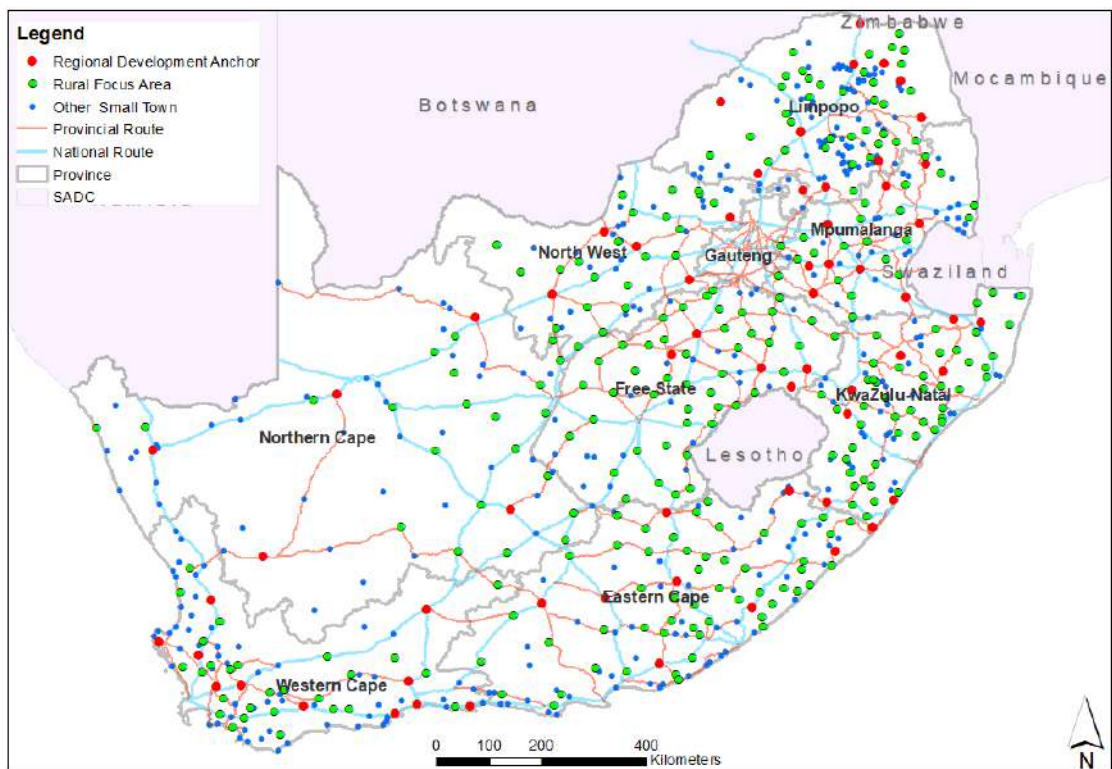 Legend
Regional Development Anchor
Rural Focus Area
Other Small Town
Provincial Route
National Route
Province
SADC
Zimbabwe
Mocambique
Botswana
Limpopo
North West
Mpumalanga
Gauteng
Swaziland
Free State
KwaZulu-Natal
Northern Cape
Lesotho
Eastern Cape
Western Cape
0 100 200 400
Kilometers
N